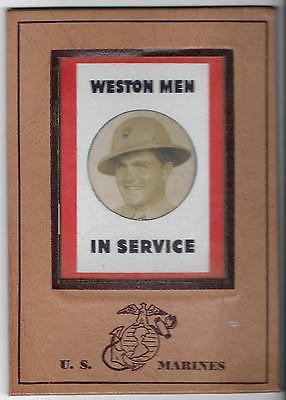 WESTON MEN
IN SERVICE
U. S. MARINES